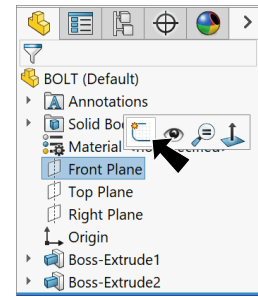 BOLT (Default)
Annotations
Solid Bo
Material
Front Plane
Top Plane
Right Plane
Origin
Boss-Extrude1
Boss-Extrude2